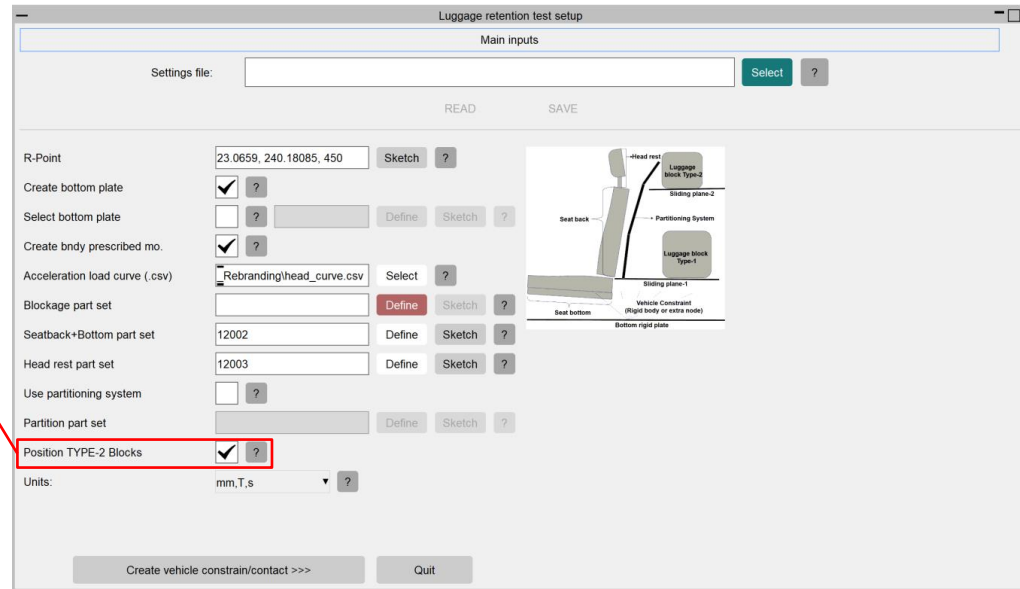 Luggage retention test setup
Main inputs
Settings file: Select ?
READ SAVE
R-Point 23.0659, 240.18085, 450 Sketch ?
Create bottom plate ?
Select bottom plate ? Define Sketch ?
Create bndy prescribed mo. ?
Acceleration load curve (.csv) _Rebranding\head_curve.csv Select ?
Blockage part set Define Sketch ?
Seatback+Bottom part set 12002 Define Sketch ?
Head rest part set 12003 Define Sketch ?
Use partitioning system ?
Partition part set Define Sketch ?
Position TYPE-2 Blocks ?
Units: mm,T,s ?
Create vehicle constrain/contact >>> Quit
Head rest
Luggage
block Type-2
Sliding plane-2
Seat back
Partitioning System
Luggage block
Type-1
Sliding plane-1
Vehicle Constraint
(Rigid body or extra node)
Seat bottom
Bottom rigid plate